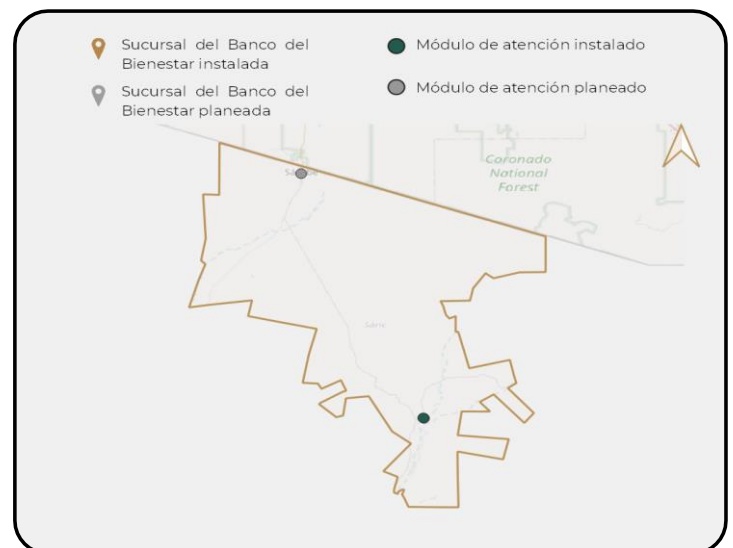 Sucursal del Banco del
Bienestar instalada
Sucursal del Banco del
Bienestar planeada
Módulo de atención instalado
Módulo de atención planeado
Coronado
National
Forest